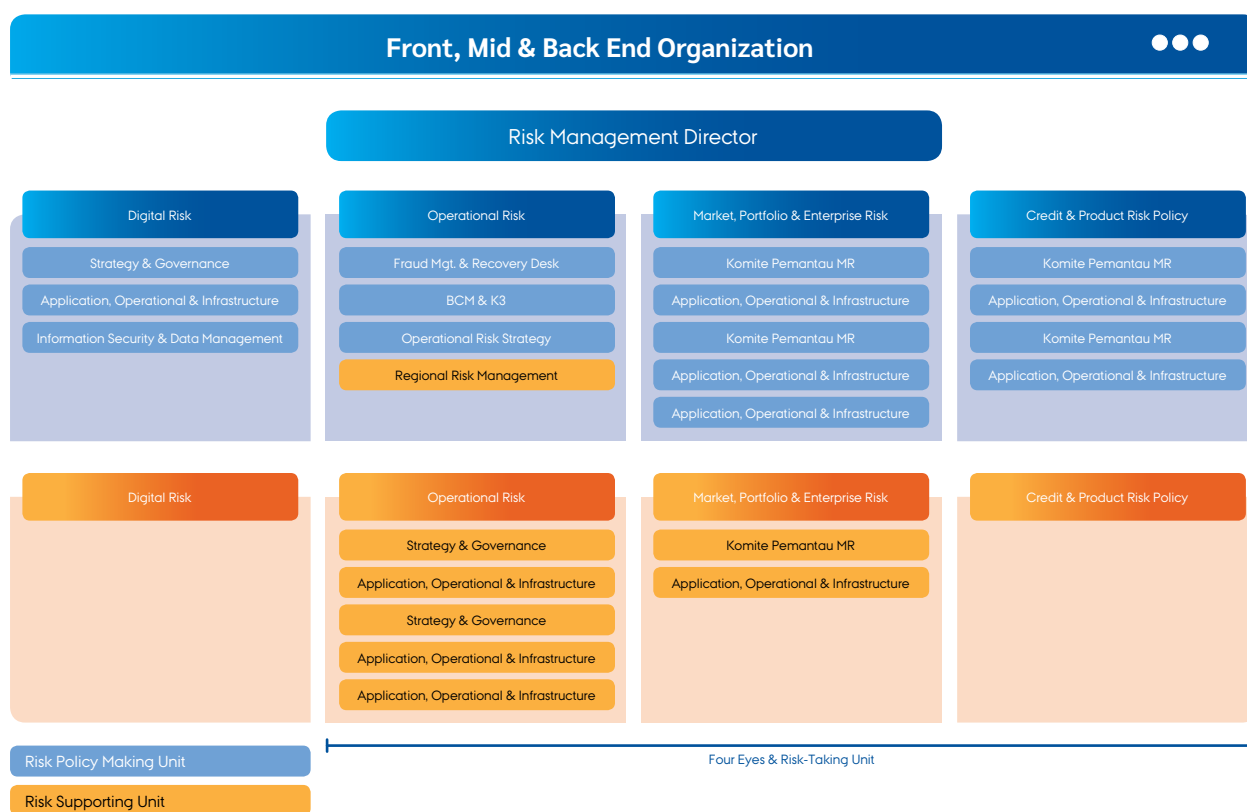 Front, Mid & Back End Organization
Risk Management Director
Digital Risk
Strategy & Governance
Application, Operational & Infrastructure
Information Security & Data Management
Operational Risk
Fraud Mgt. & Recovery Desk
BCM & K3
Operational Risk Strategy
Regional Risk Management
Market, Portfolio & Enterprise Risk
Komite Pemantau MR
Application, Operational & Infrastructure
Komite Pemantau MR
Application, Operational & Infrastructure
Application, Operational & Infrastructure
Credit & Product Risk Policy
Komite Pemantau MR
Application, Operational & Infrastructure
Komite Pemantau MR
Application, Operational & Infrastructure
Digital Risk
Operational Risk
Strategy & Governance
Application, Operational & Infrastructure
Strategy & Governance
Application, Operational & Infrastructure
Application, Operational & Infrastructure
Market, Portfolio & Enterprise Risk
Komite Pemantau MR
Application, Operational & Infrastructure
Credit & Product Risk Policy
Risk Policy Making Unit
Risk Supporting Unit
Four Eyes & Risk-Taking Unit